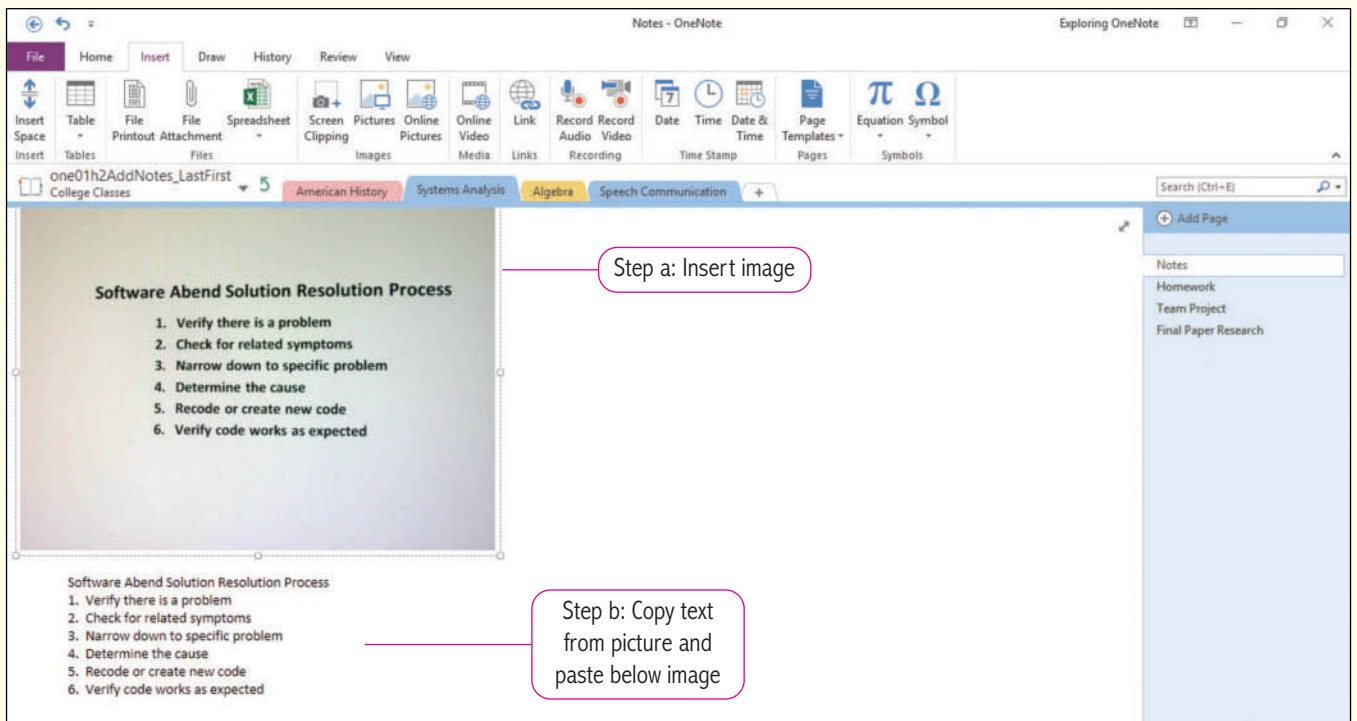 Notes - OneNote
Exploring OneNote
File Home Insert Draw History Review View
Insert Space
Table
File Printout
File Attachment
Spreadsheet
Screen Clipping
Pictures
Online Pictures
Online Video
Link
Record Audio
Record Video
Date
Time
Date & Time
Page Templates
Equation
Symbol
Insert Tables Files Images Media Links Recording Time Stamp Pages Symbols
one01h2AddNotes_LastFirst
College Classes
American History Systems Analysis Algebra Speech Communication +
Search (Ctrl+E)
Add Page
Notes
Homework
Team Project
Final Paper Research
Step a: Insert image
Software Abend Solution Resolution Process
1. Verify there is a problem
2. Check for related symptoms
3. Narrow down to specific problem
4. Determine the cause
5. Recode or create new code
6. Verify code works as expected
Software Abend Solution Resolution Process
1. Verify there is a problem
2. Check for related symptoms
3. Narrow down to specific problem
4. Determine the cause
5. Recode or create new code
6. Verify code works as expected
Step b: Copy text
from picture and
paste below image